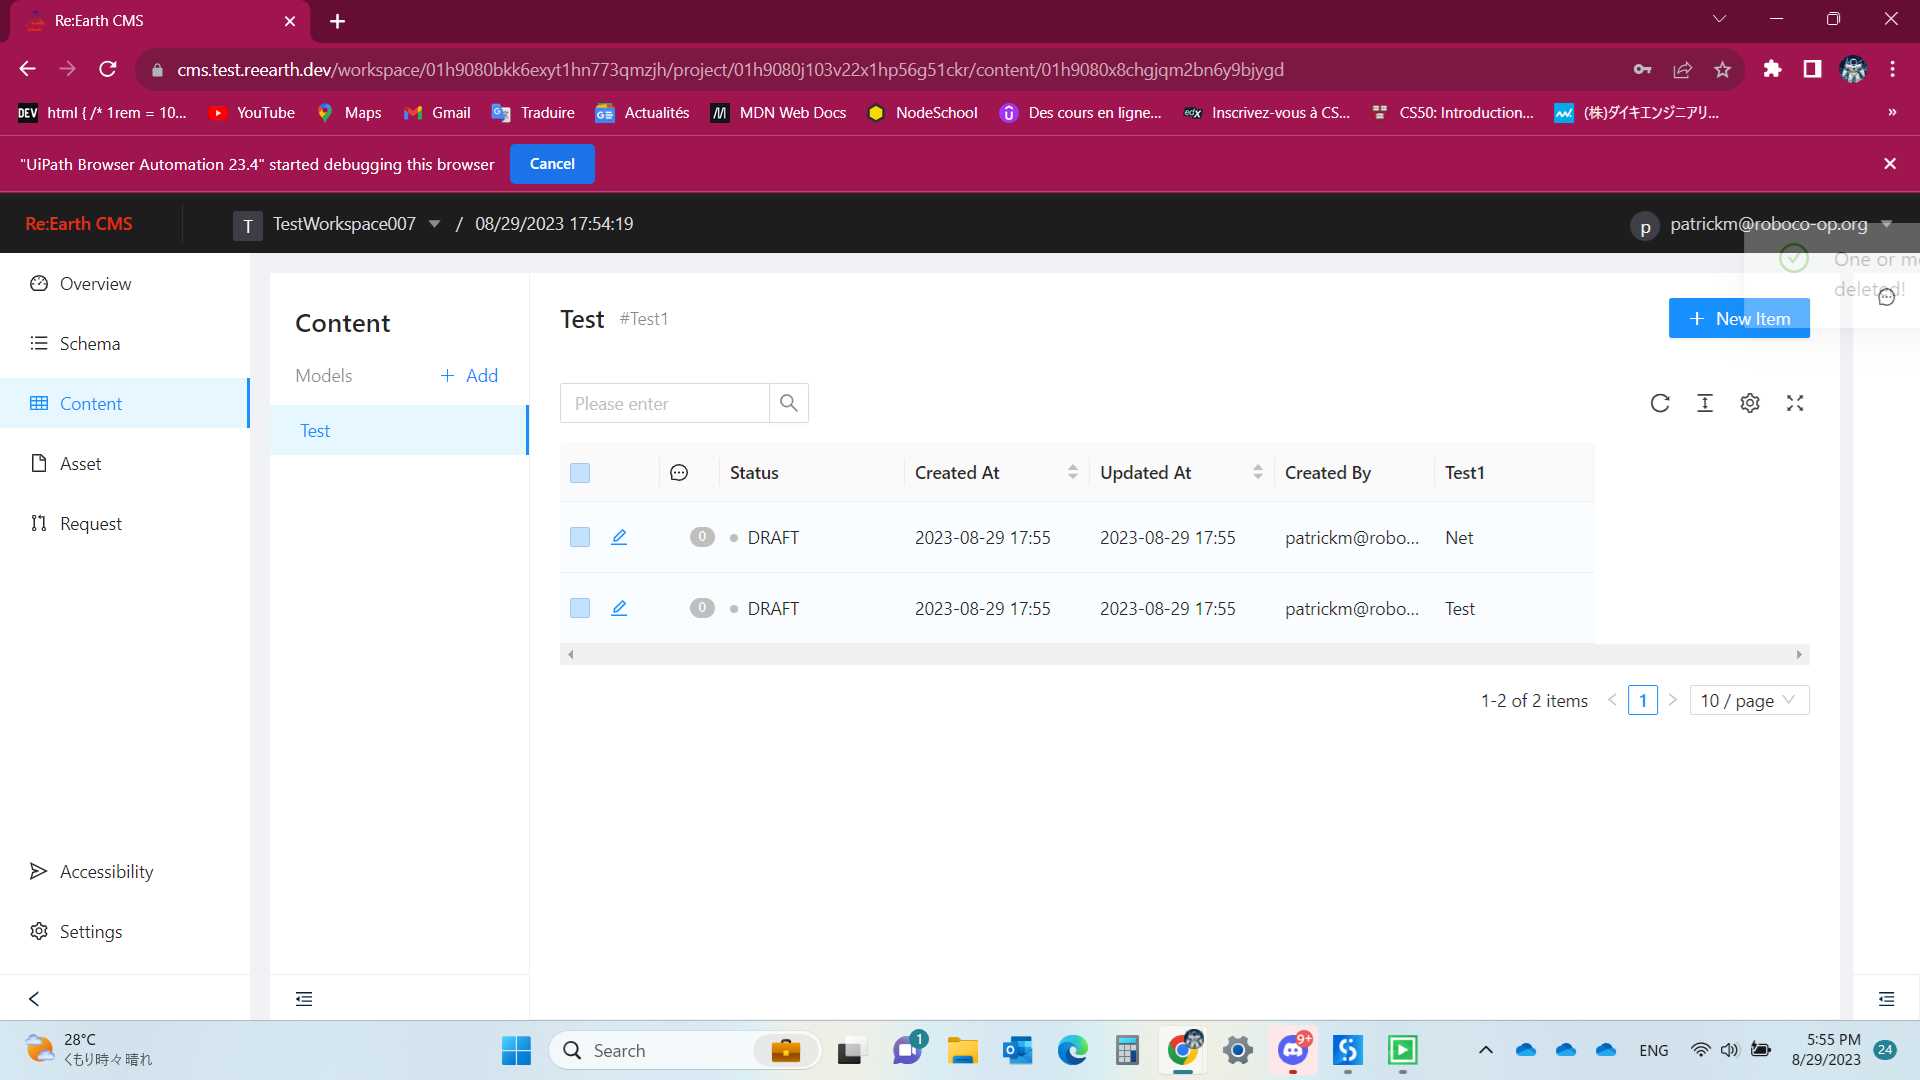 Re:Earth CMS
cms.test.reearth.dev/workspace/01h9080bkk6exyt1hn773qmzjh/project/01h9080j103v22x1hp56g51ckr/content/01h9080x8chgjqm2bn6y9bjygd
DEV html { /* 1rem = 10... YouTube Maps Gmail Traduire Actualités MDN Web Docs NodeSchool Des cours en ligne... edX Inscrivez-vous à CS... CS50: Introduction... (株)ダイキエンジニアリ... »
"UiPath Browser Automation 23.4" started debugging this browser Cancel
Re:Earth CMS T TestWorkspace007 / 08/29/2023 17:54:19 p patrickm@roboco-op.org
One or m
deleted!
Overview
Schema
Content
Asset
Request
Accessibility
Settings
Content
Models + Add
Test
Test #Test1
+ New Item
Please enter
Status Created At Updated At Created By Test1
0 DRAFT 2023-08-29 17:55 2023-08-29 17:55 patrickm@robo... Net
0 DRAFT 2023-08-29 17:55 2023-08-29 17:55 patrickm@robo... Test
1-2 of 2 items < 1 > 10 / page
28°C
くもり時々晴れ
Search
1
9+
ENG
5:55 PM
8/29/2023
24